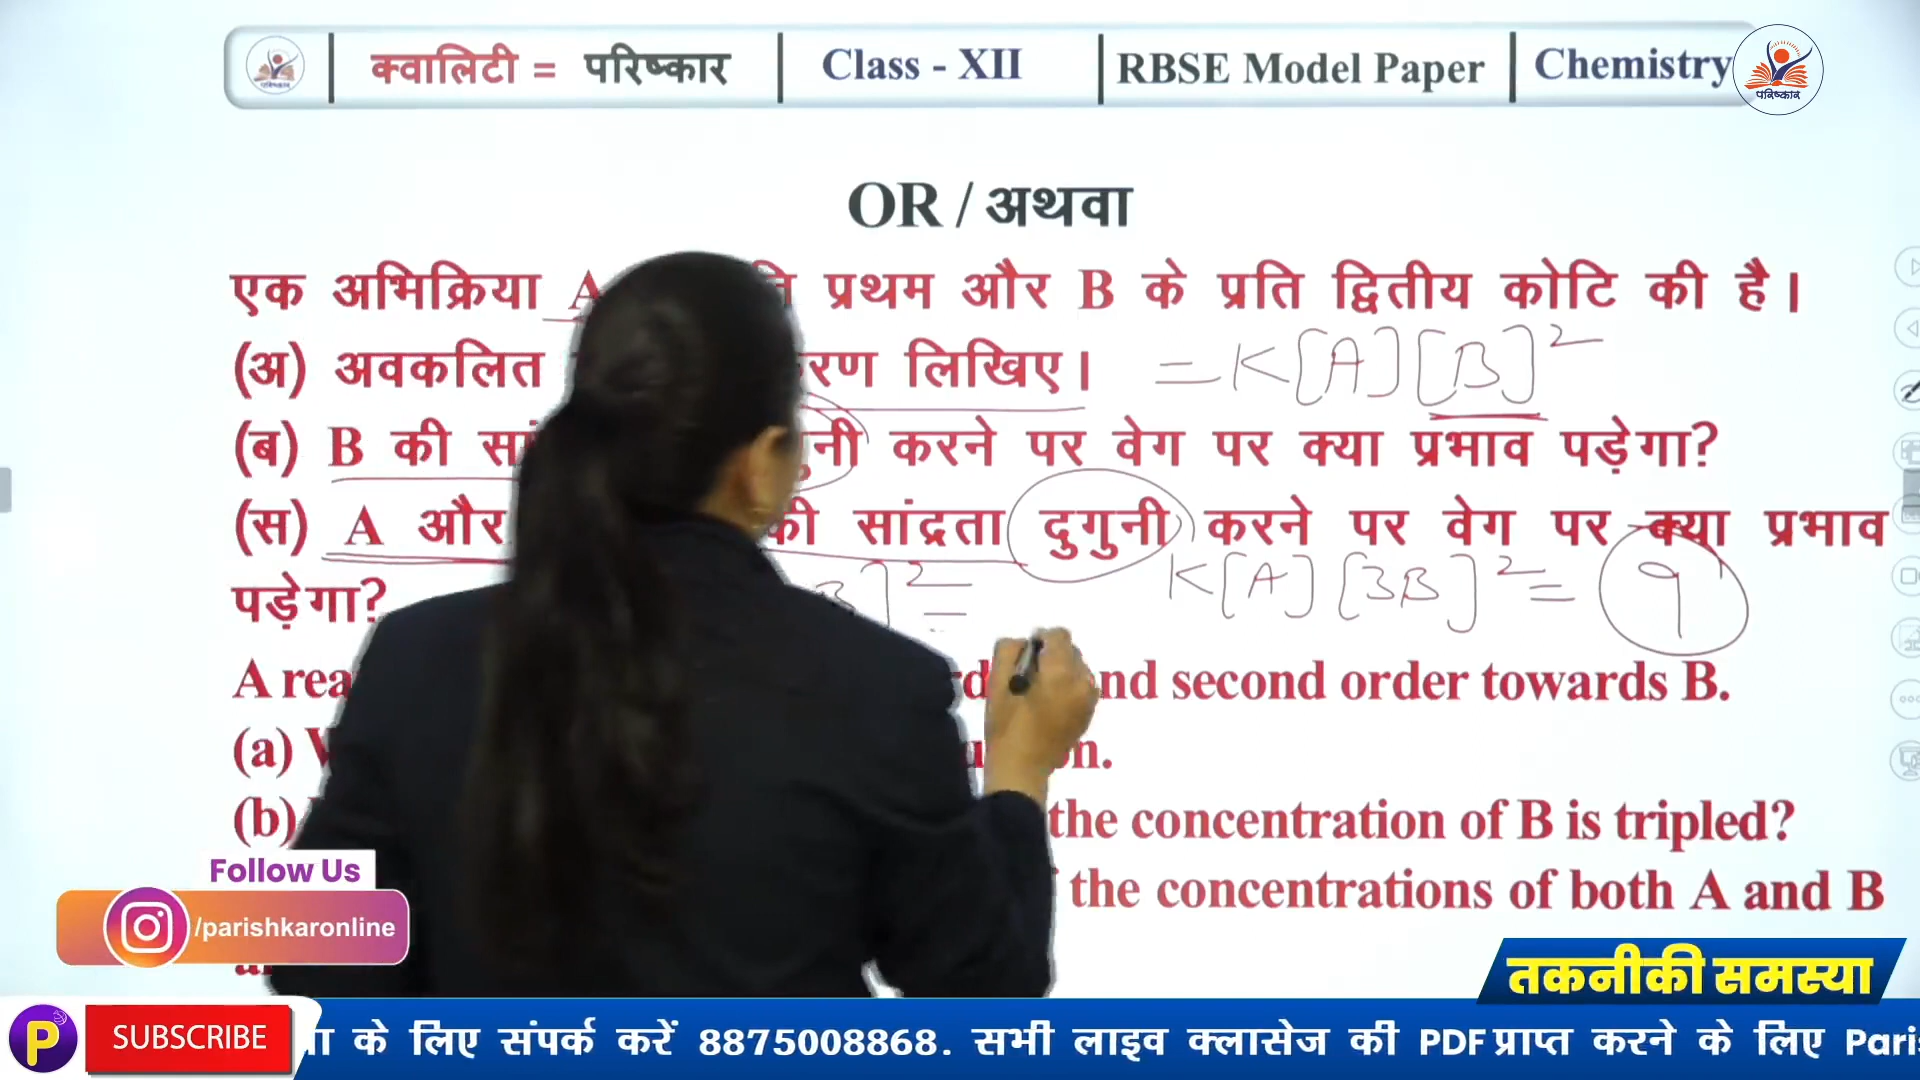 परिष्कार
क्वालिटी = परिष्कार
Class - XII
RBSE Model Paper
Chemistry
परिष्कार
OR / अथवा
एक अभिक्रिया A प्रथम और B के प्रति द्वितीय कोटि की है।
(अ) अवकलित लिखिए।
= K[A][B]²
(ब) B की करने पर वेग पर क्या प्रभाव पड़ेगा?
(स) A और की सांद्रता दुगुनी करने पर वेग पर क्या प्रभाव
पड़ेगा?
B]² =
K[A][3B]² = 9
A and second order towards B.
(a)
(b) the concentration of B is tripled?
the concentrations of both A and B
Follow Us
/parishkaronline
तकनीकी समस्या
P
SUBSCRIBE
के लिए संपर्क करें 8875008868. सभी लाइव क्लासेज की PDF प्राप्त करने के लिए